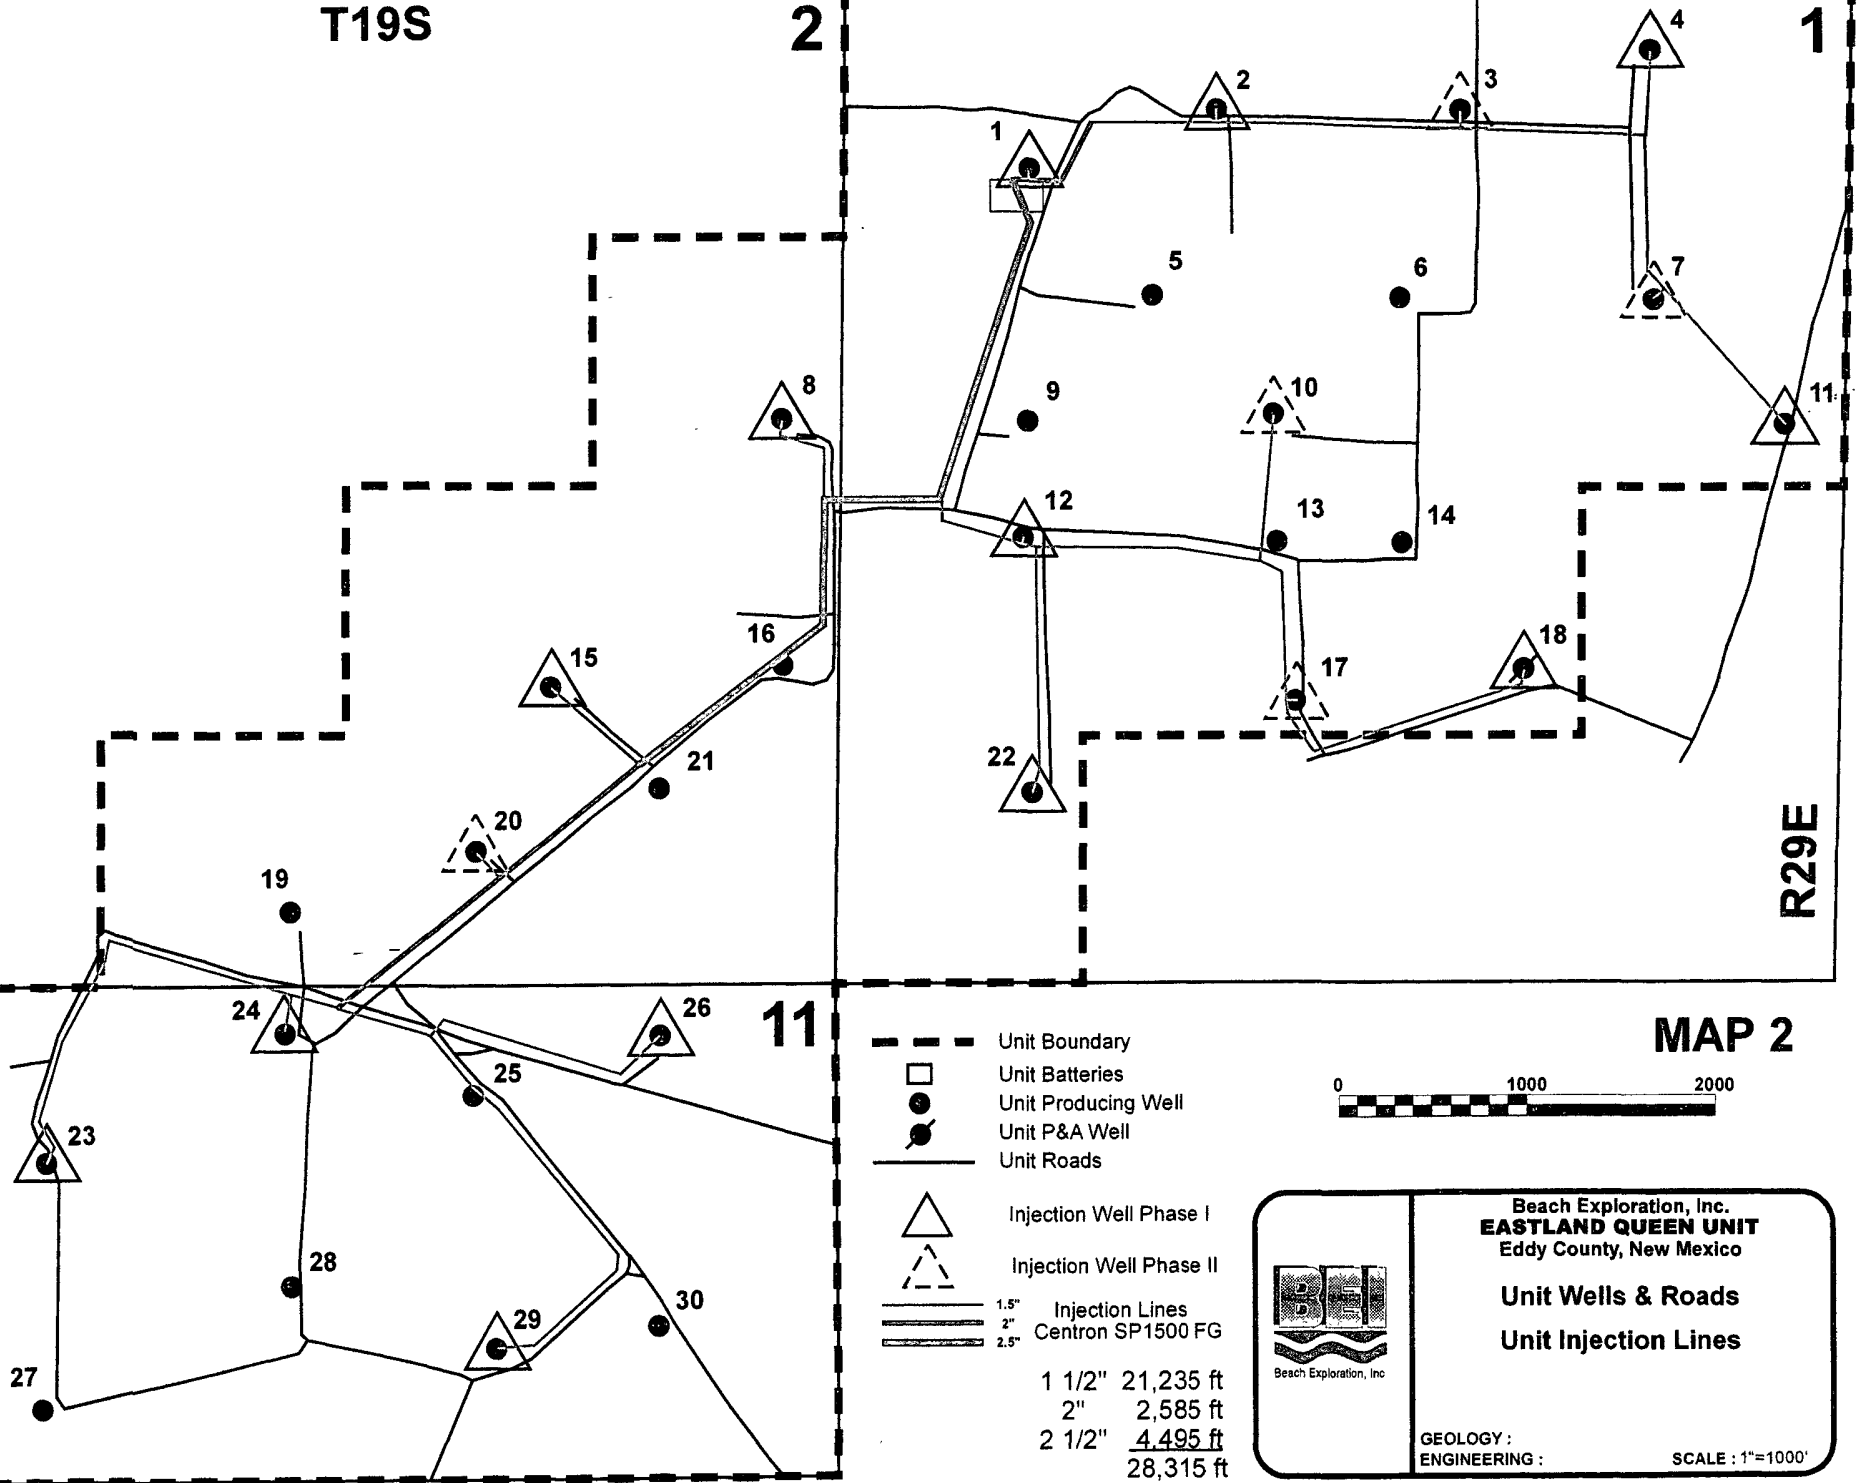 T19S
2
1
4
2
3
1
5
6
7
8
9
10
11
12
13
14
16
15
17
18
22
21
20
19
R29E
24
26
11
25
23
28
29
30
27
Unit Boundary
Unit Batteries
Unit Producing Well
Unit P&A Well
Unit Roads
Injection Well Phase I
Injection Well Phase II
1.5" Injection Lines
2" Centron SP1500 FG
2.5"
1 1/2" 21,235 ft
2" 2,585 ft
2 1/2" 4,495 ft
28,315 ft
MAP 2
0 1000 2000
BEI
Beach Exploration, Inc
Beach Exploration, Inc.
EASTLAND QUEEN UNIT
Eddy County, New Mexico
Unit Wells & Roads
Unit Injection Lines
GEOLOGY :
ENGINEERING :
SCALE : 1"=1000'